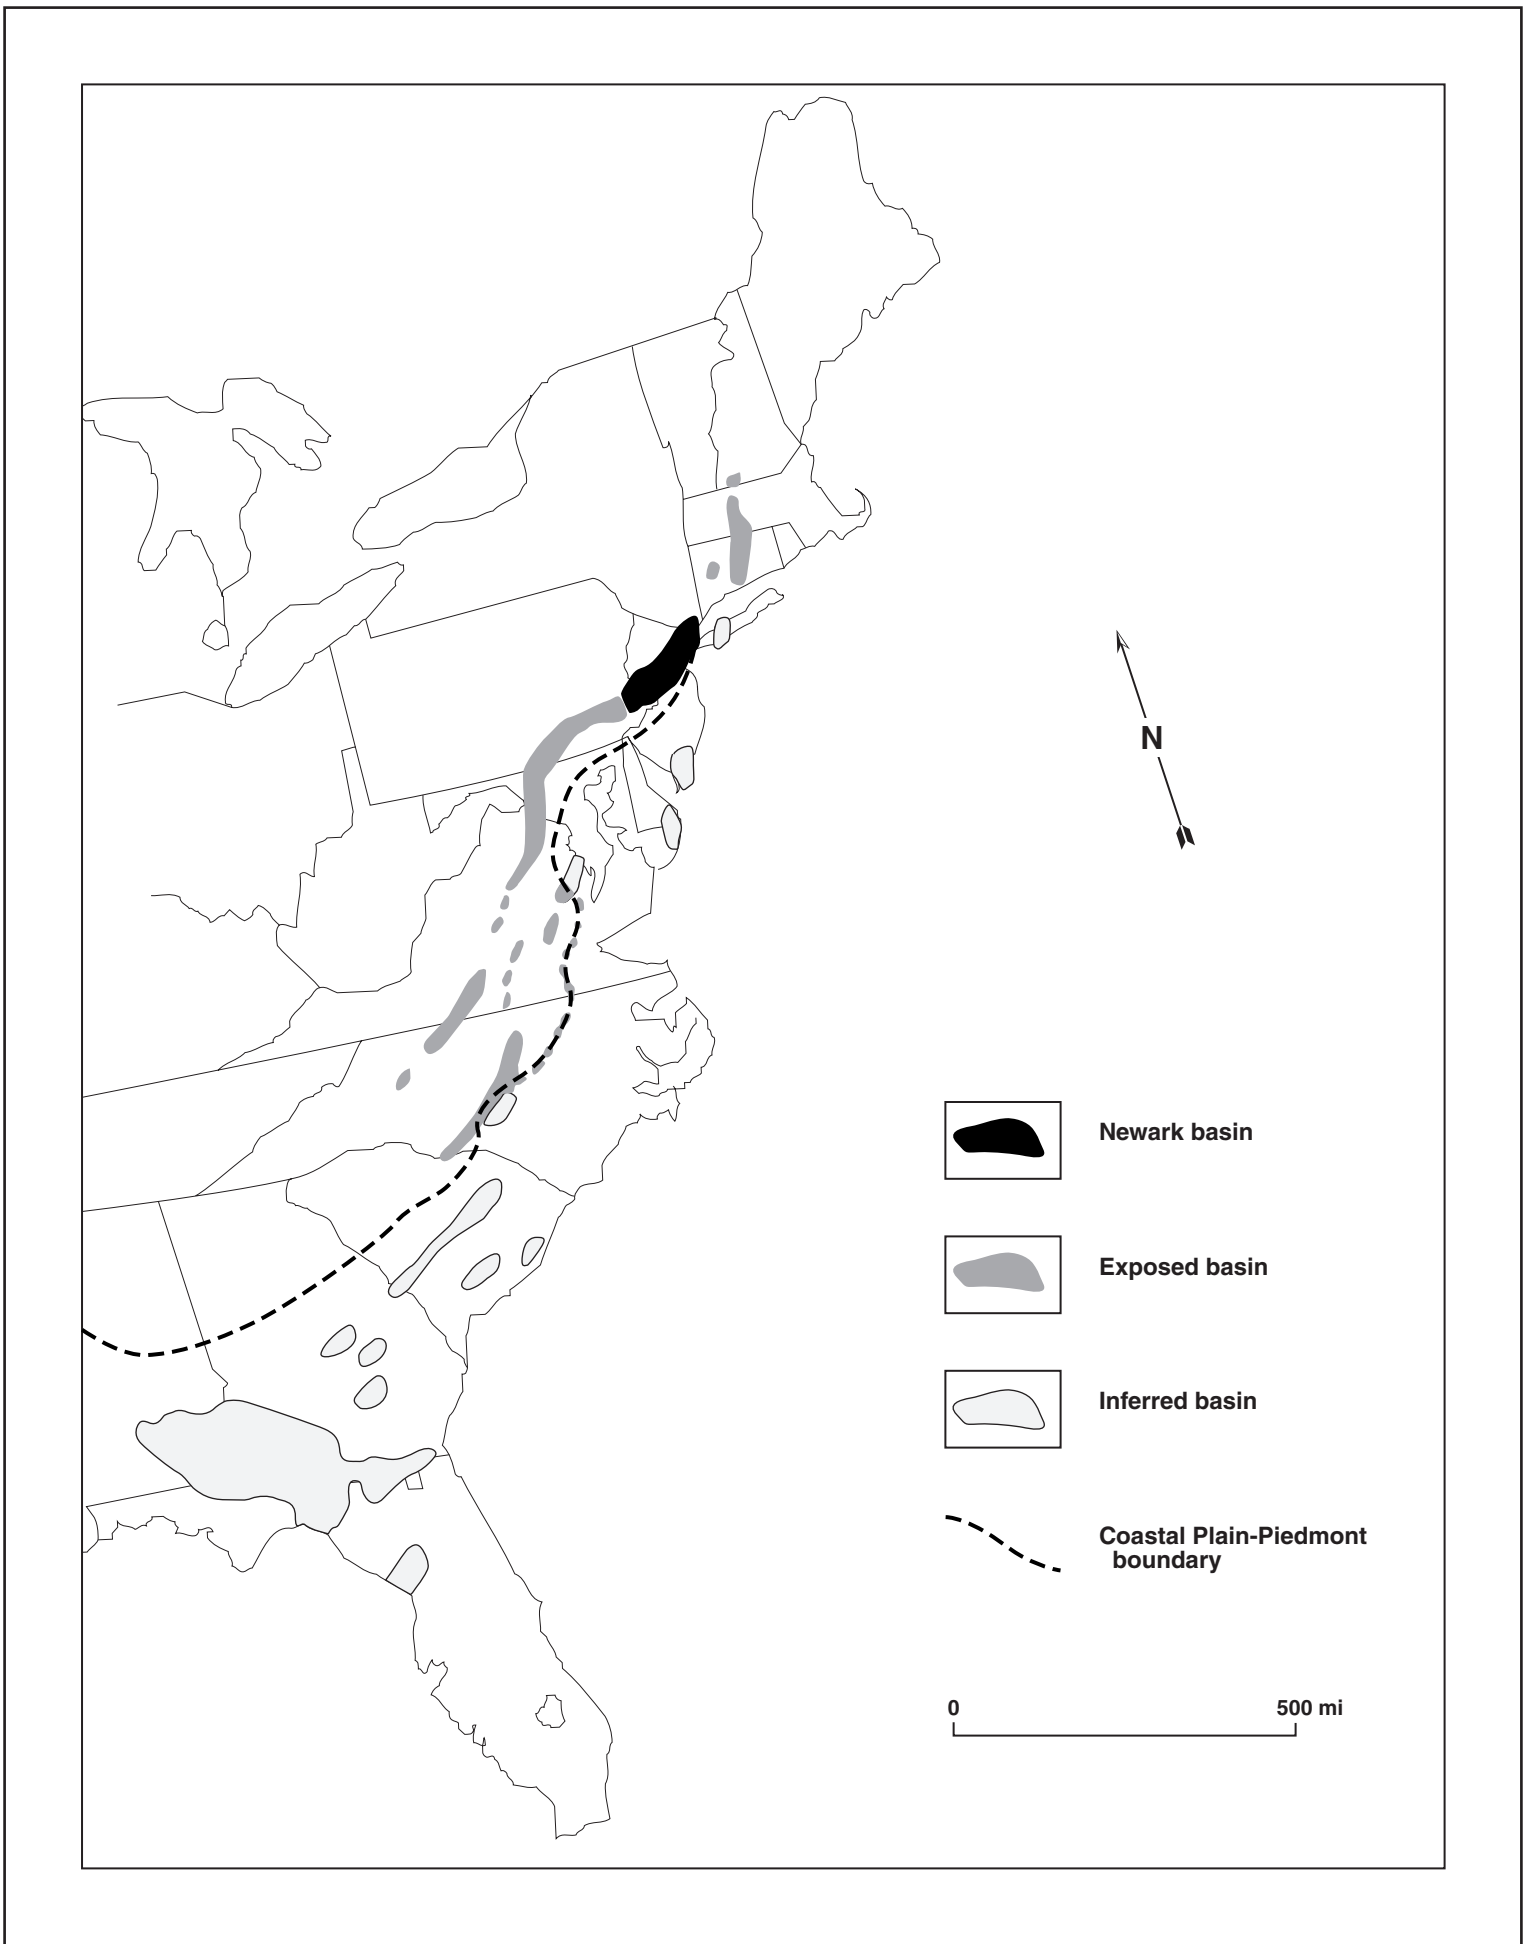 N
Newark basin
Exposed basin
Inferred basin
Coastal Plain-Piedmont
boundary
0 500 mi